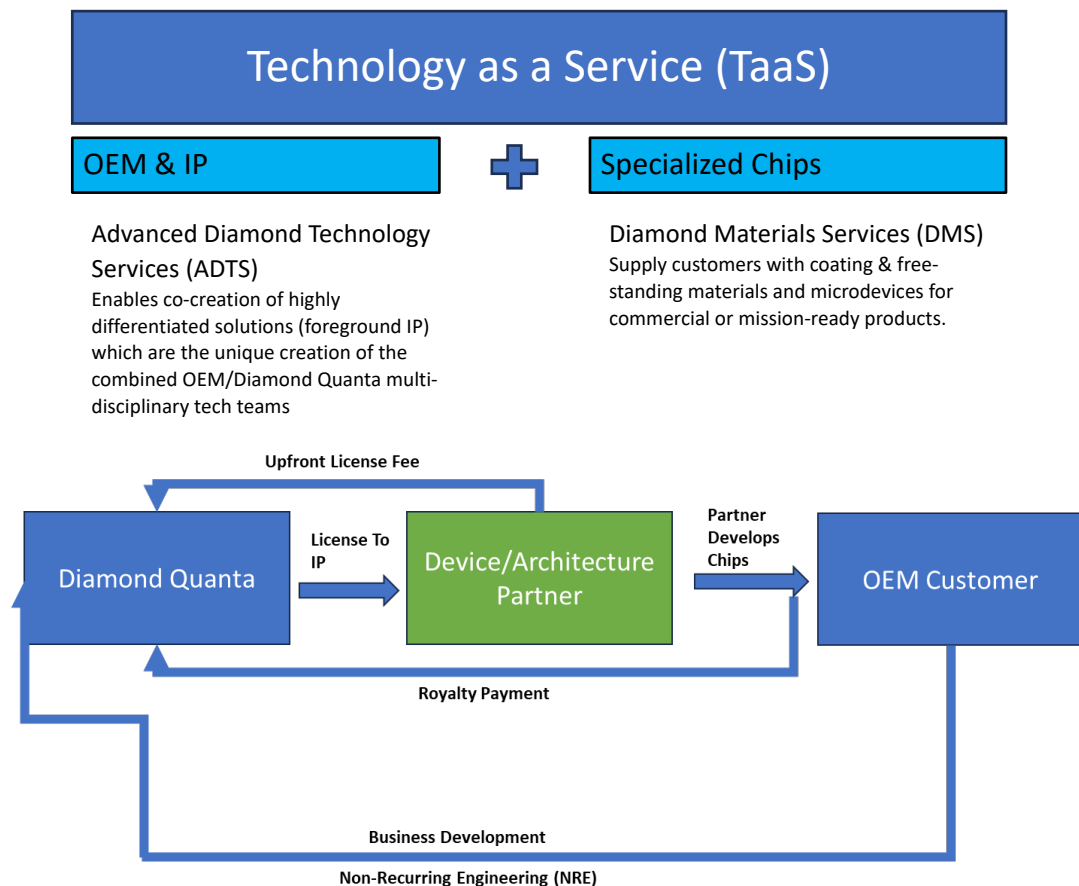 Technology as a Service (TaaS)
OEM & IP
Specialized Chips
Advanced Diamond Technology
Services (ADTS)
Enables co-creation of highly
differentiated solutions (foreground IP)
which are the unique creation of the
combined OEM/Diamond Quanta multi-
disciplinary tech teams
Diamond Materials Services (DMS)
Supply customers with coating & free-
standing materials and microdevices for
commercial or mission-ready products.
Upfront License Fee
Diamond Quanta
License To
IP
Device/Architecture
Partner
Partner
Develops
Chips
OEM Customer
Royalty Payment
Business Development
Non-Recurring Engineering (NRE)